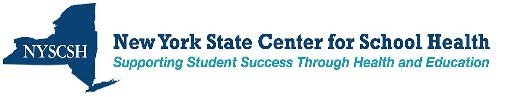 NYSCSH
New York State Center for School Health
Supporting Student Success Through Health and Education